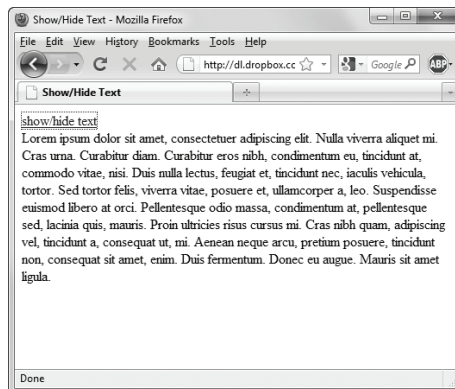 Show/Hide Text - Mozilla Firefox
File Edit View History Bookmarks Tools Help
http://dl.dropbox.cc Google ABP
Show/Hide Text
show/hide text
Lorem ipsum dolor sit amet, consectetuer adipiscing elit. Nulla viverra aliquet mi.
Cras urna. Curabitur diam. Curabitur eros nibh, condimentum eu, tincidunt at,
commodo vitae, nisi. Duis nulla lectus, feugiat et, tincidunt nec, iaculis vehicula,
tortor. Sed tortor felis, viverra vitae, posuere et, ullamcorper a, leo. Suspendisse
euismod libero at orci. Pellentesque odio massa, condimentum at, pellentesque
sed, lacinia quis, mauris. Proin ultricies risus cursus mi. Cras nibh quam, adipiscing
vel, tincidunt a, consequat ut, mi. Aenean neque arcu, pretium posuere, tincidunt
non, consequat sit amet, enim. Duis fermentum. Donec eu augue. Mauris sit amet
ligula.
Done